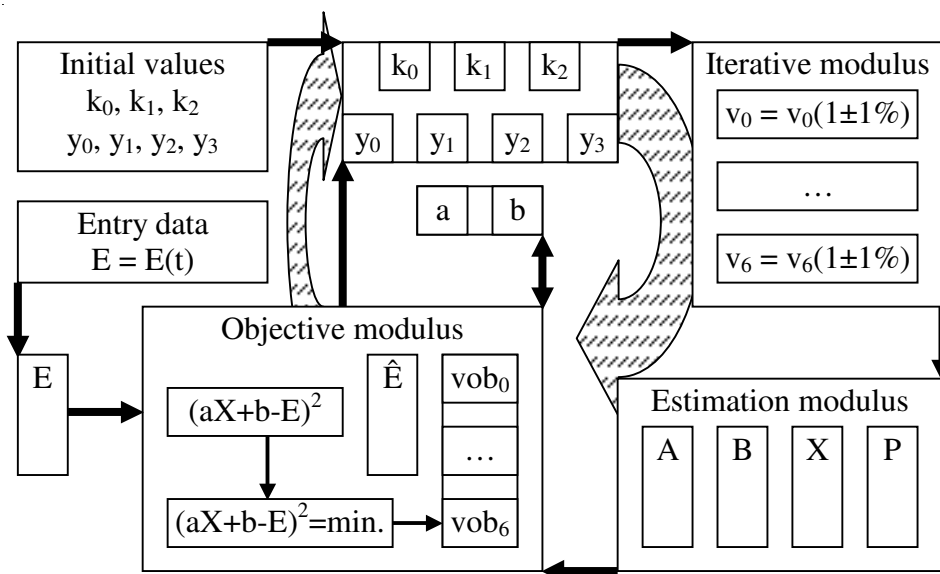 Initial values
k₀, k₁, k₂
y₀, y₁, y₂, y₃
k₀ k₁ k₂
y₀ y₁ y₂ y₃
a b
Iterative modulus
v₀ = v₀(1±1%)
...
v₆ = v₆(1±1%)
Entry data
E = E(t)
E
Objective modulus
(aX+b-E)²
(aX+b-E)²=min.
Ê
vob₀
...
vob₆
Estimation modulus
A B X P